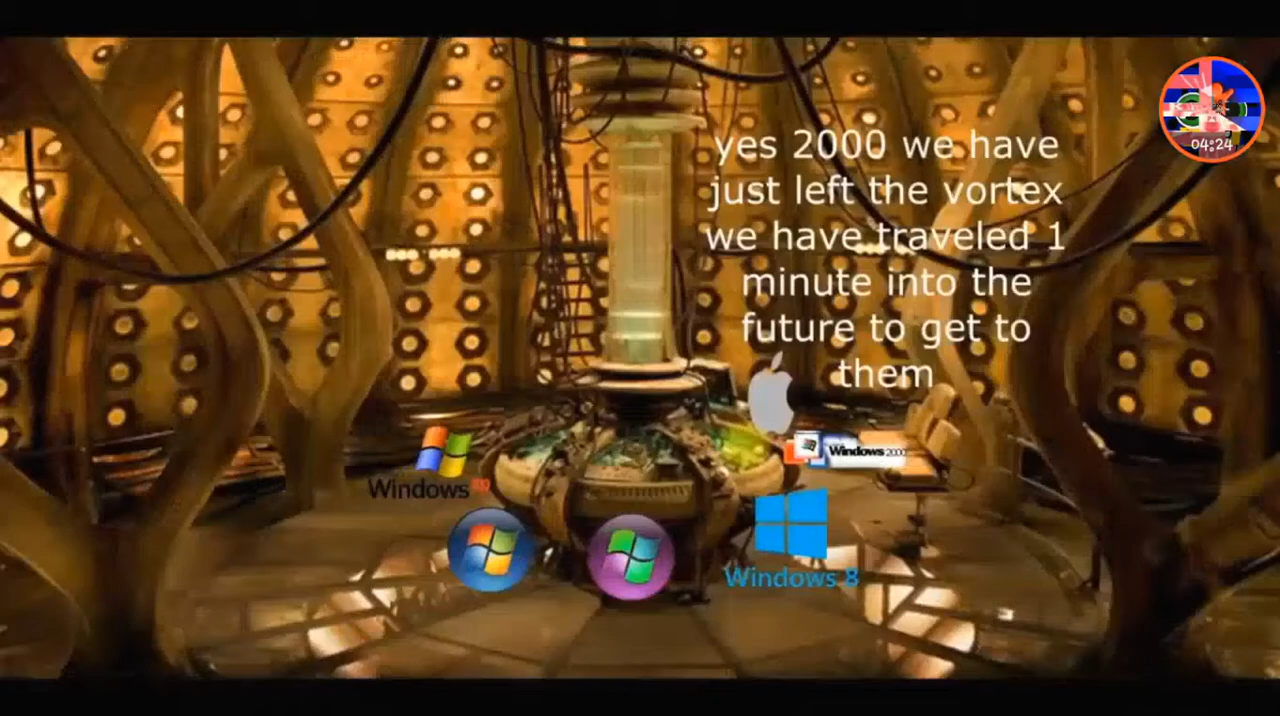 yes 2000 we have
just left the vortex
we have traveled 1
minute into the
future to get to
them
04:24
Windows 2000
Windows xp
Windows 8